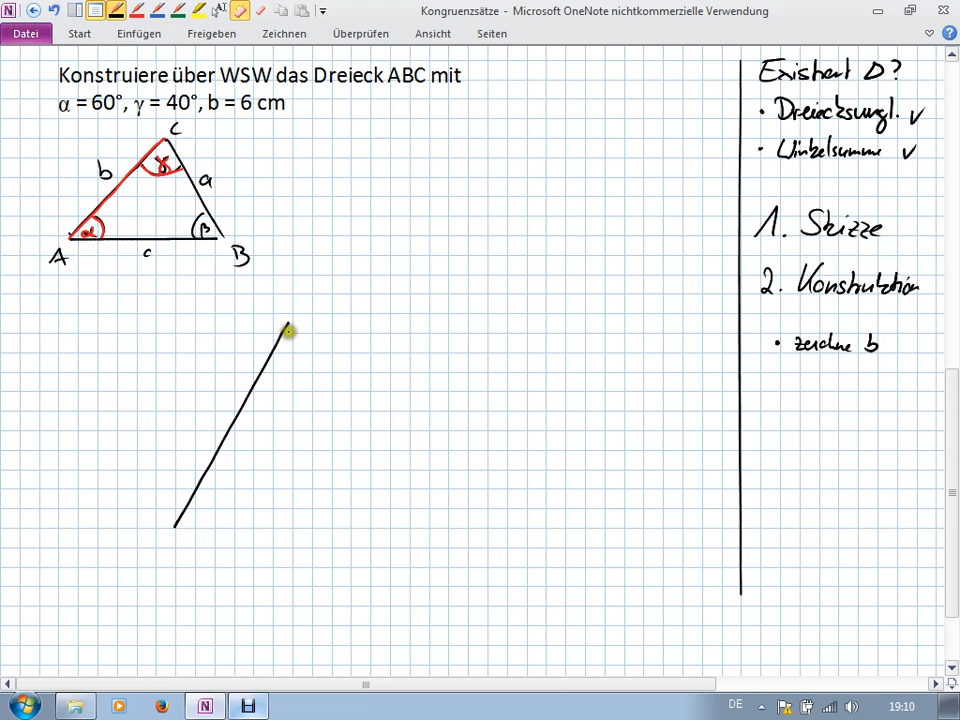 Kongruenzsätze - Microsoft OneNote nichtkommerzielle Verwendung
Datei Start Einfügen Freigeben Zeichnen Überprüfen Ansicht Seiten
Konstruiere über WSW das Dreieck ABC mit
α = 60°, γ = 40°, b = 6 cm
C
b γ a
α β
A c B
Existiert Δ?
• Dreiecksungl. ✓
• Winkelsumme ✓
1. Skizze
2. Konstruktion
• zeichne b
DE 19:10